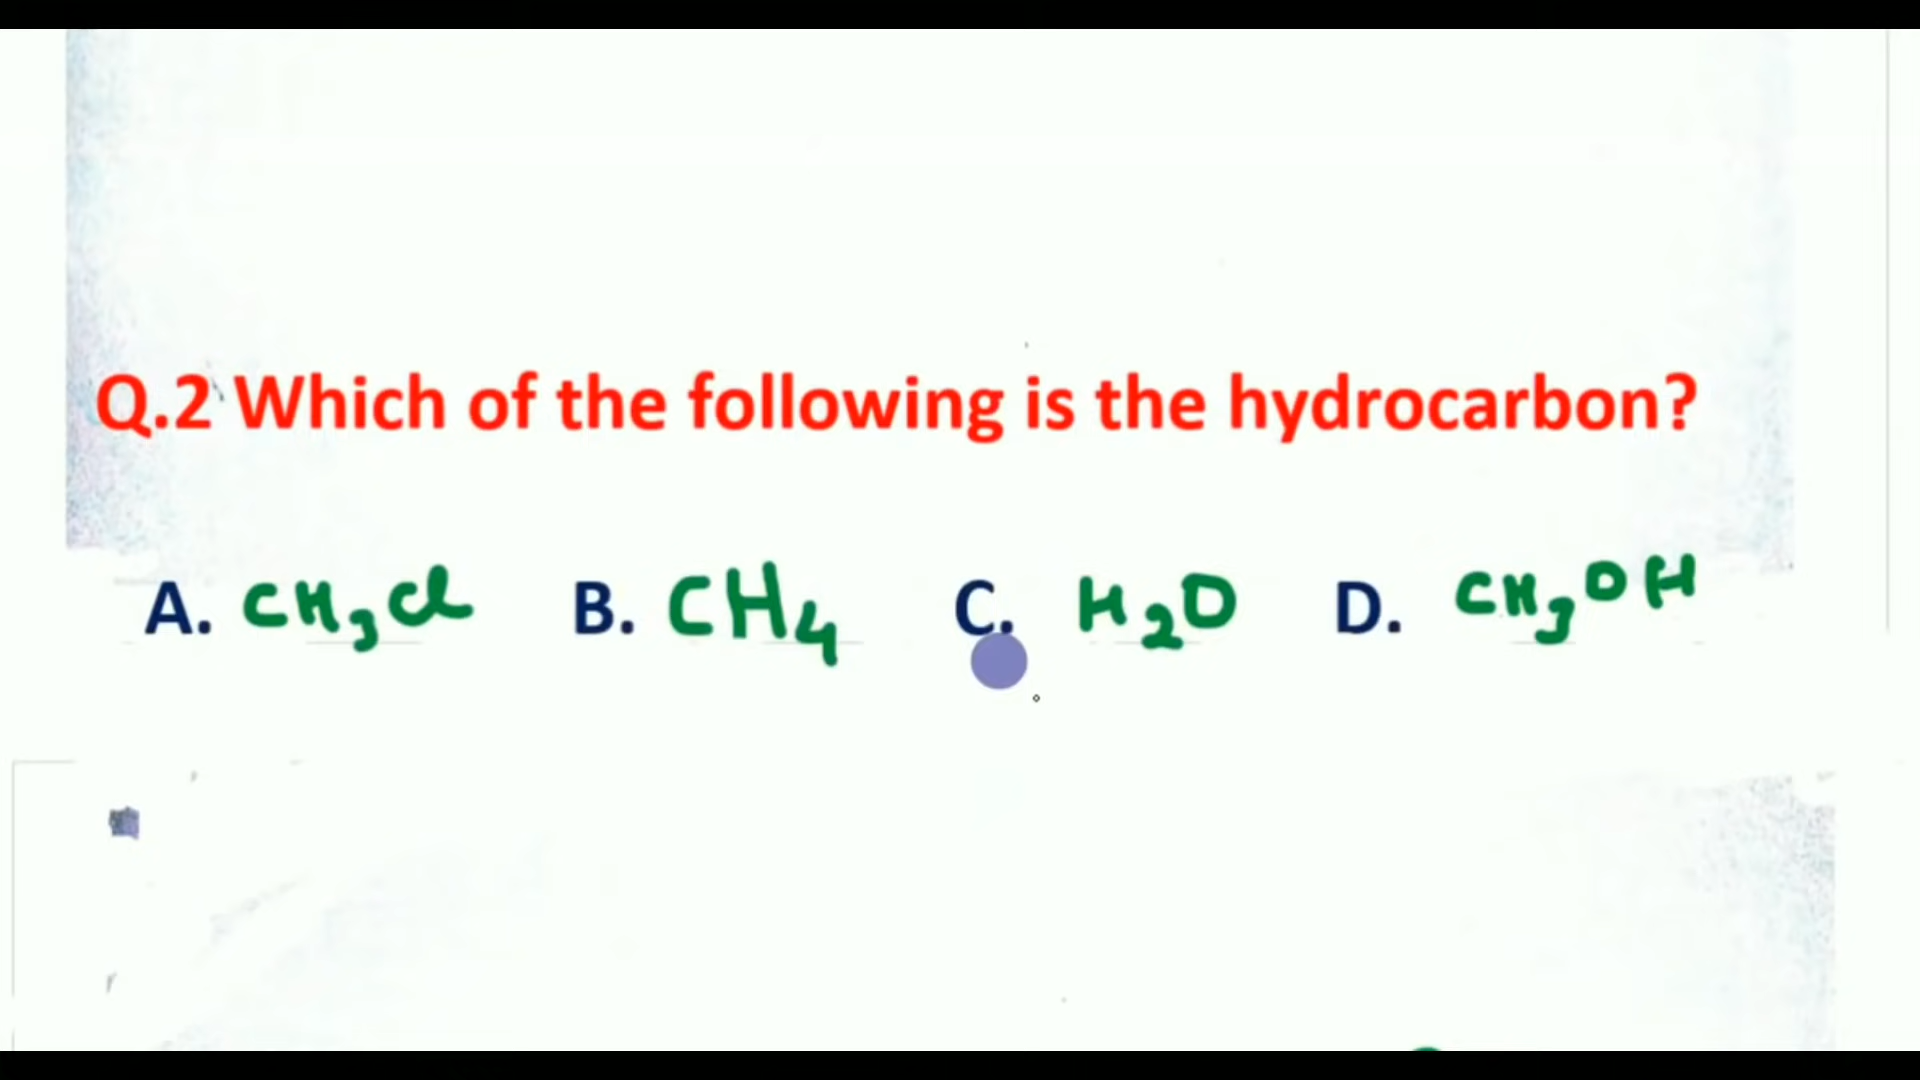 Q.2 Which of the following is the hydrocarbon?
A. CH3Cl B. CH4 C. H2O D. CH3OH